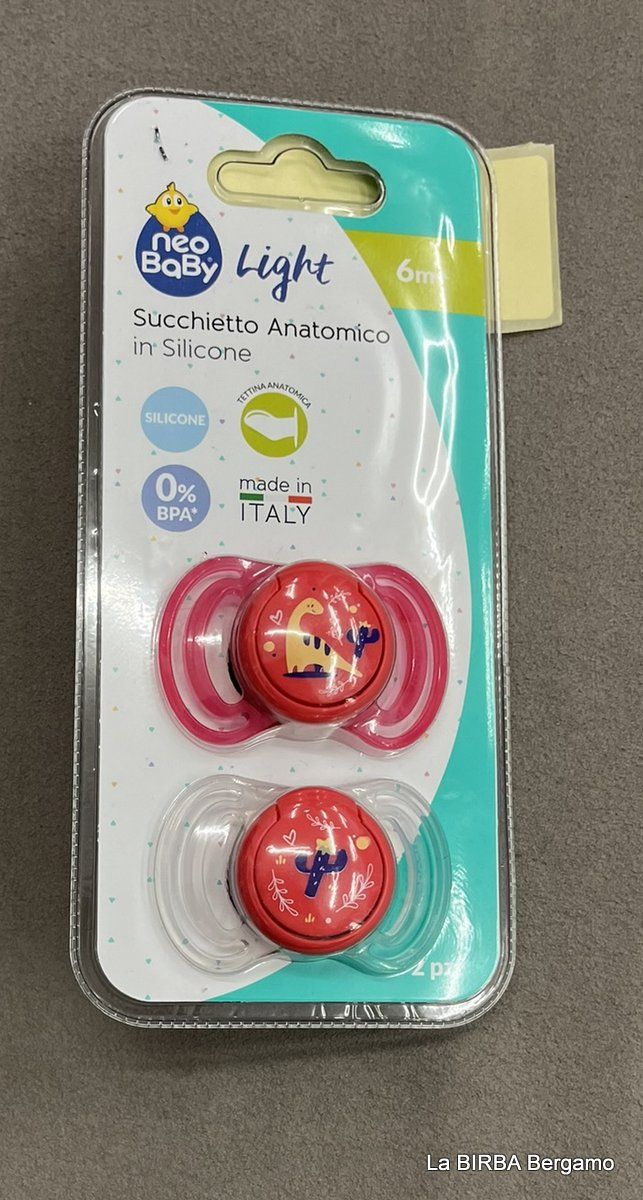 neo
BaBy
Light
6m+
Succhietto Anatomico
in Silicone
SILICONE
TETTINA ANATOMICA
0%
BPA*
made in
ITALY
2 pz
La BIRBA Bergamo